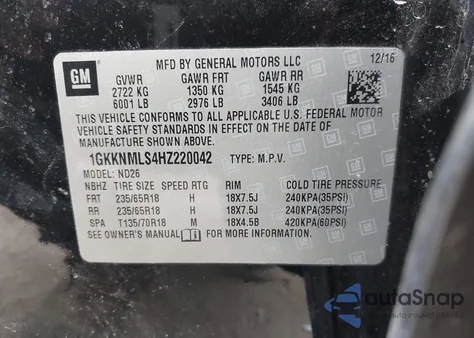 GM
MFD BY GENERAL MOTORS LLC
12/16
GVWR GAWR FRT GAWR RR
2722 KG 1350 KG 1545 KG
6001 LB 2976 LB 3406 LB
THIS VEHICLE CONFORMS TO ALL APPLICABLE U.S. FEDERAL MOTOR
VEHICLE SAFETY STANDARDS IN EFFECT ON THE DATE OF
MANUFACTURE SHOWN ABOVE.
1GKKNMLS4HZ220042 TYPE: M.P.V.
MODEL: ND26
NBHZ TIRE SIZE SPEED RTG RIM COLD TIRE PRESSURE
FRT 235/65R18 H 18X7.5J 240KPA(35PSI)
RR 235/65R18 H 18X7.5J 240KPA(35PSI)
SPA T135/70R18 M 18X4.5B 420KPA(60PSI)
SEE OWNER'S MANUAL FOR MORE INFORMATION.
autoSnap
POWERED BY CARFAST